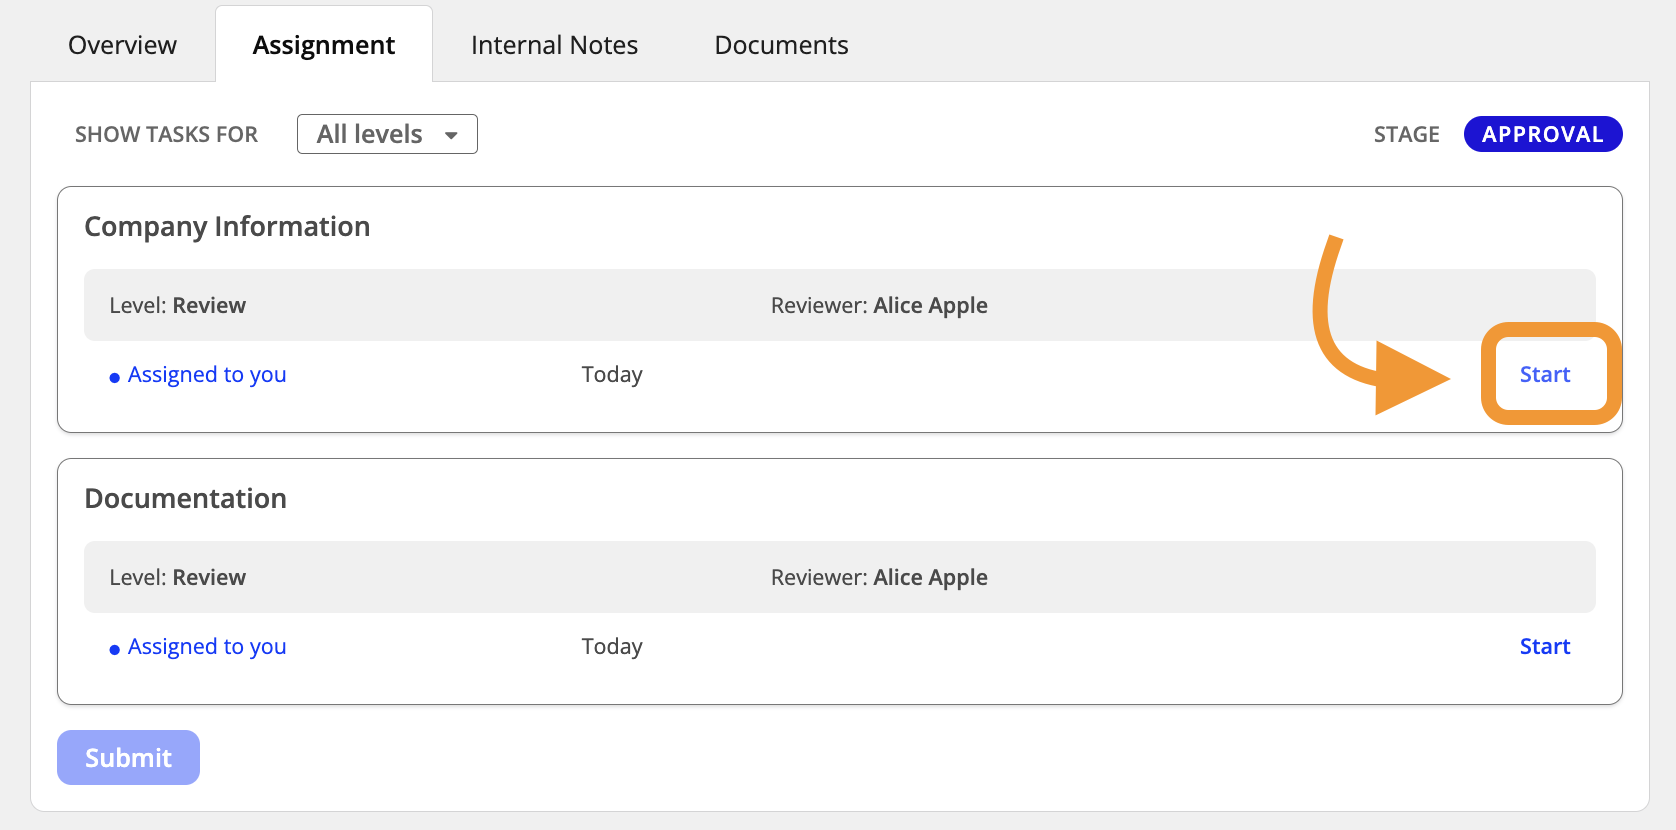 Overview Assignment Internal Notes Documents
SHOW TASKS FOR All levels STAGE APPROVAL
Company Information
Level: Review Reviewer: Alice Apple
Assigned to you Today Start
Documentation
Level: Review Reviewer: Alice Apple
Assigned to you Today Start
Submit